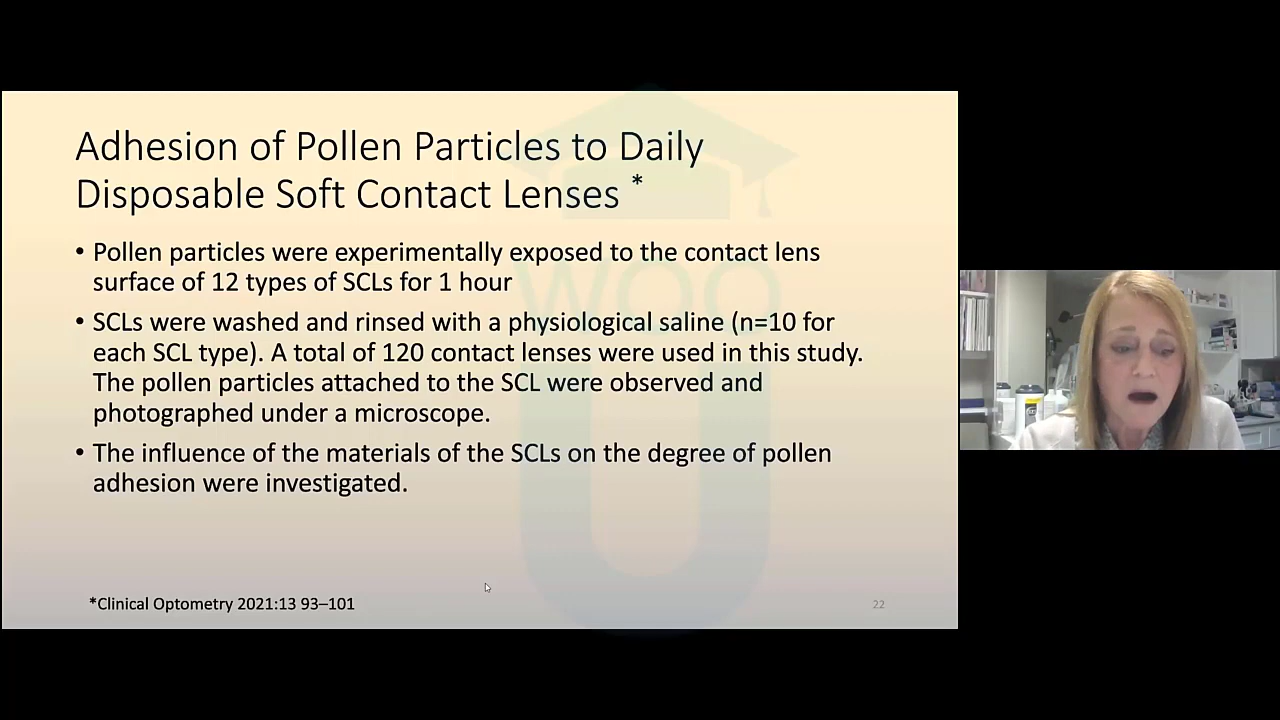 Adhesion of Pollen Particles to Daily
Disposable Soft Contact Lenses *
• Pollen particles were experimentally exposed to the contact lens
surface of 12 types of SCLs for 1 hour
• SCLs were washed and rinsed with a physiological saline (n=10 for
each SCL type). A total of 120 contact lenses were used in this study.
The pollen particles attached to the SCL were observed and
photographed under a microscope.
• The influence of the materials of the SCLs on the degree of pollen
adhesion were investigated.
*Clinical Optometry 2021:13 93–101
22
WOO
U